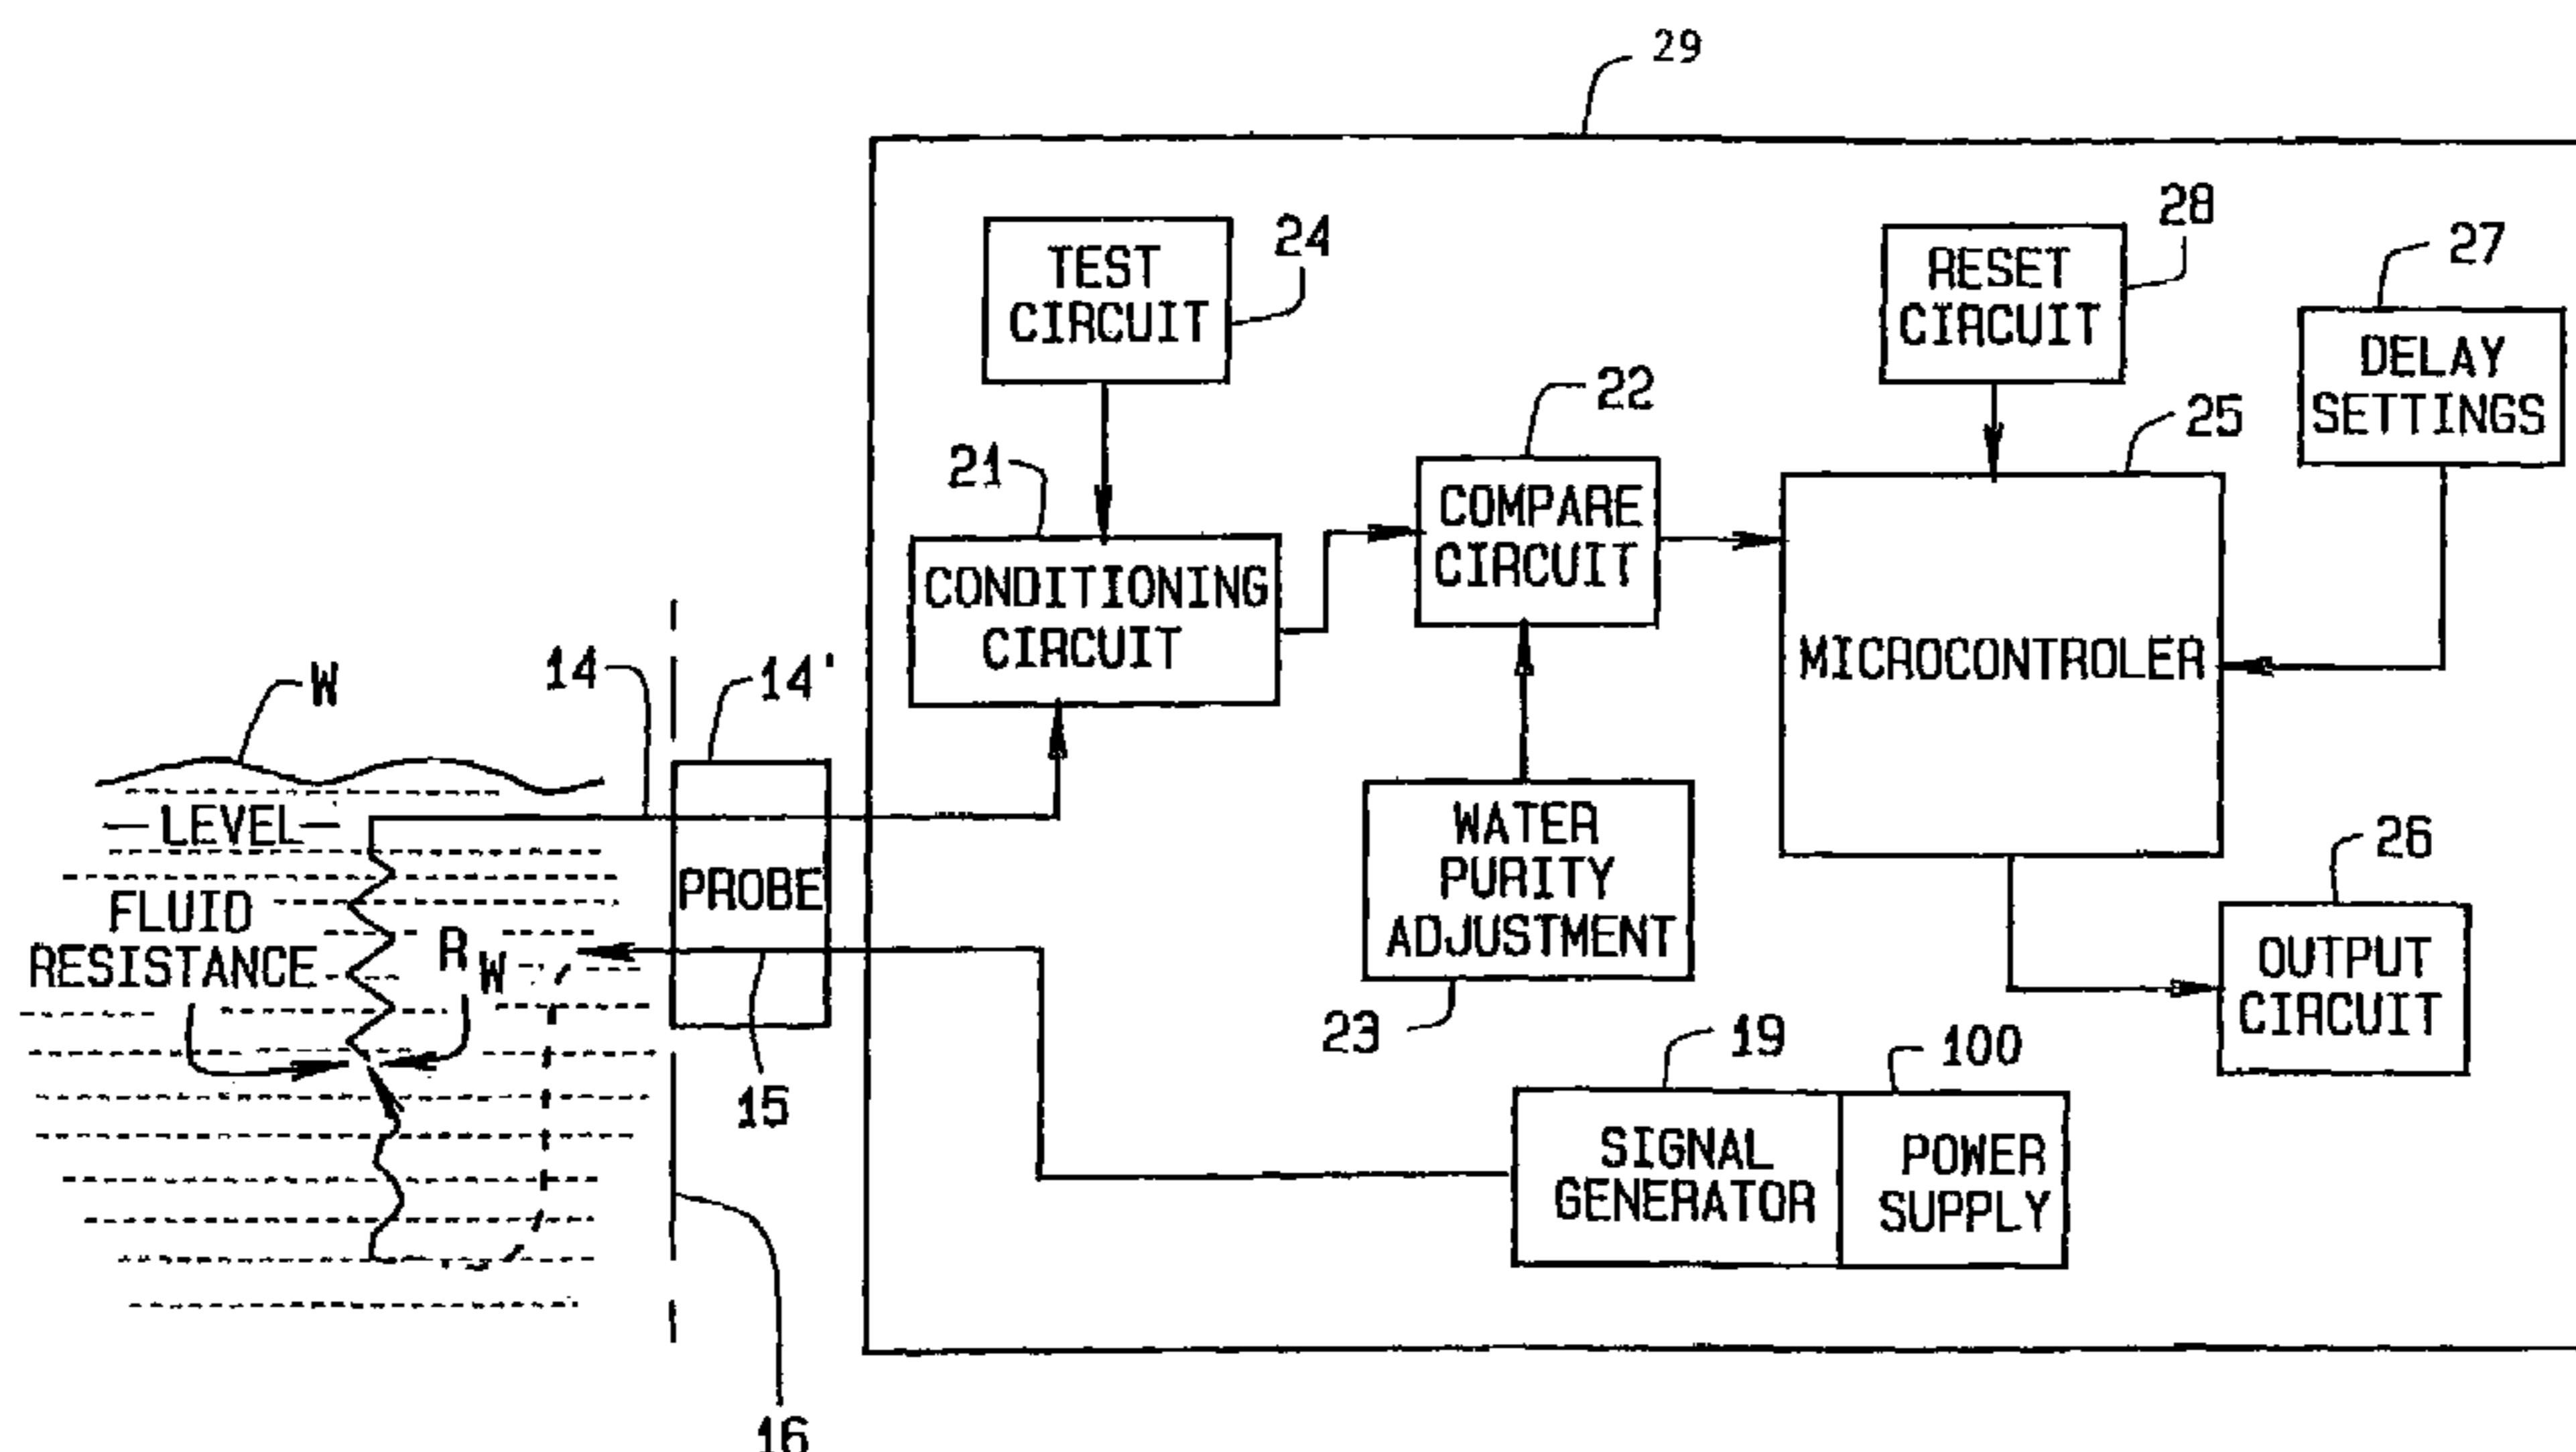 29
TEST
CIRCUIT
24
RESET
CIRCUIT
28
DELAY
SETTINGS
27
21
CONDITIONING
CIRCUIT
22
COMPARE
CIRCUIT
25
MICROCONTROLER
W
14
14'
— LEVEL —
PROBE
FLUID
RESISTANCE
R W
15
16
WATER
PURITY
ADJUSTMENT
23
26
OUTPUT
CIRCUIT
19
100
SIGNAL
GENERATOR
POWER
SUPPLY